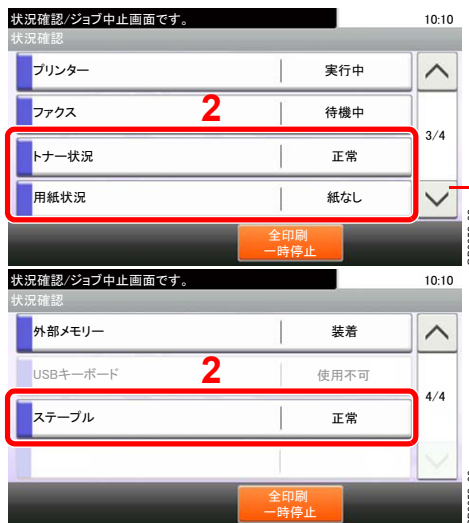 状況確認/ジョブ中止画面です。 10:10
状況確認
プリンター 実行中
ファクス 2 待機中
3/4
トナー状況 正常
用紙状況 紙なし
全印刷
一時停止
状況確認/ジョブ中止画面です。 10:10
状況確認
外部メモリー 装着
USBキーボード 2 使用不可
4/4
ステープル 正常
全印刷
一時停止